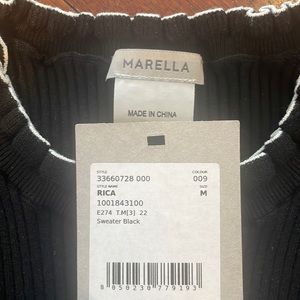 MARELLA
MADE IN CHINA
STYLE COLOUR
33660728 000 009
STYLE NAME SIZE
RICA M
1001843100
E274 T.M[3] 22
Sweater Black
8050230779193